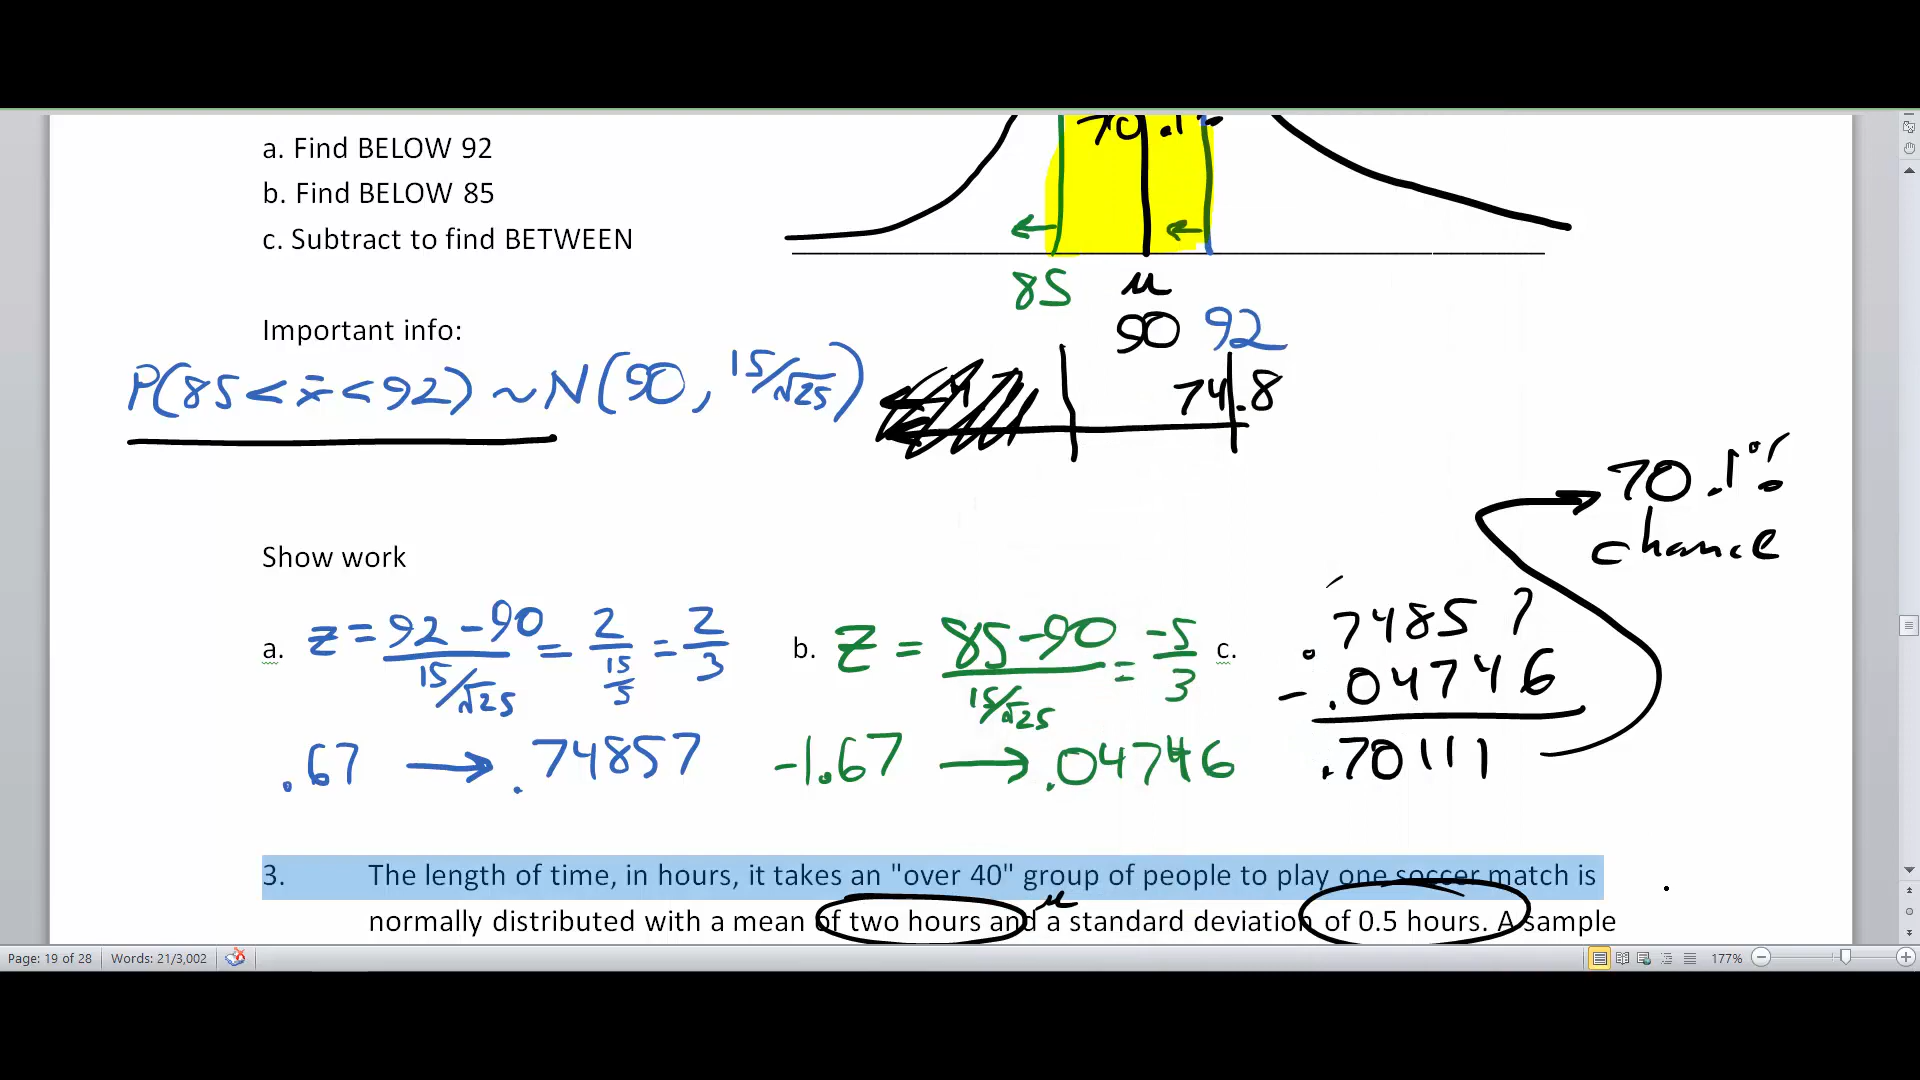 a. Find BELOW 92
b. Find BELOW 85
c. Subtract to find BETWEEN
70.1%
85 μ
90 92
Important info:
P(85 < x̄ < 92) ~ N(90, 15/√25)
74.8
70.1%
chance
Show work
a. z = 92 - 90 / 15/√25 = 2 / 15/5 = 2/3
.67 → .74857
b. z = 85 - 90 / 15/√25 = -5/3
-1.67 → .04746
c. .74857
- .04746
.70111
3. The length of time, in hours, it takes an "over 40" group of people to play one soccer match is
μ
normally distributed with a mean of two hours and a standard deviation of 0.5 hours. A sample
Page: 19 of 28 Words: 21/3,002 177%